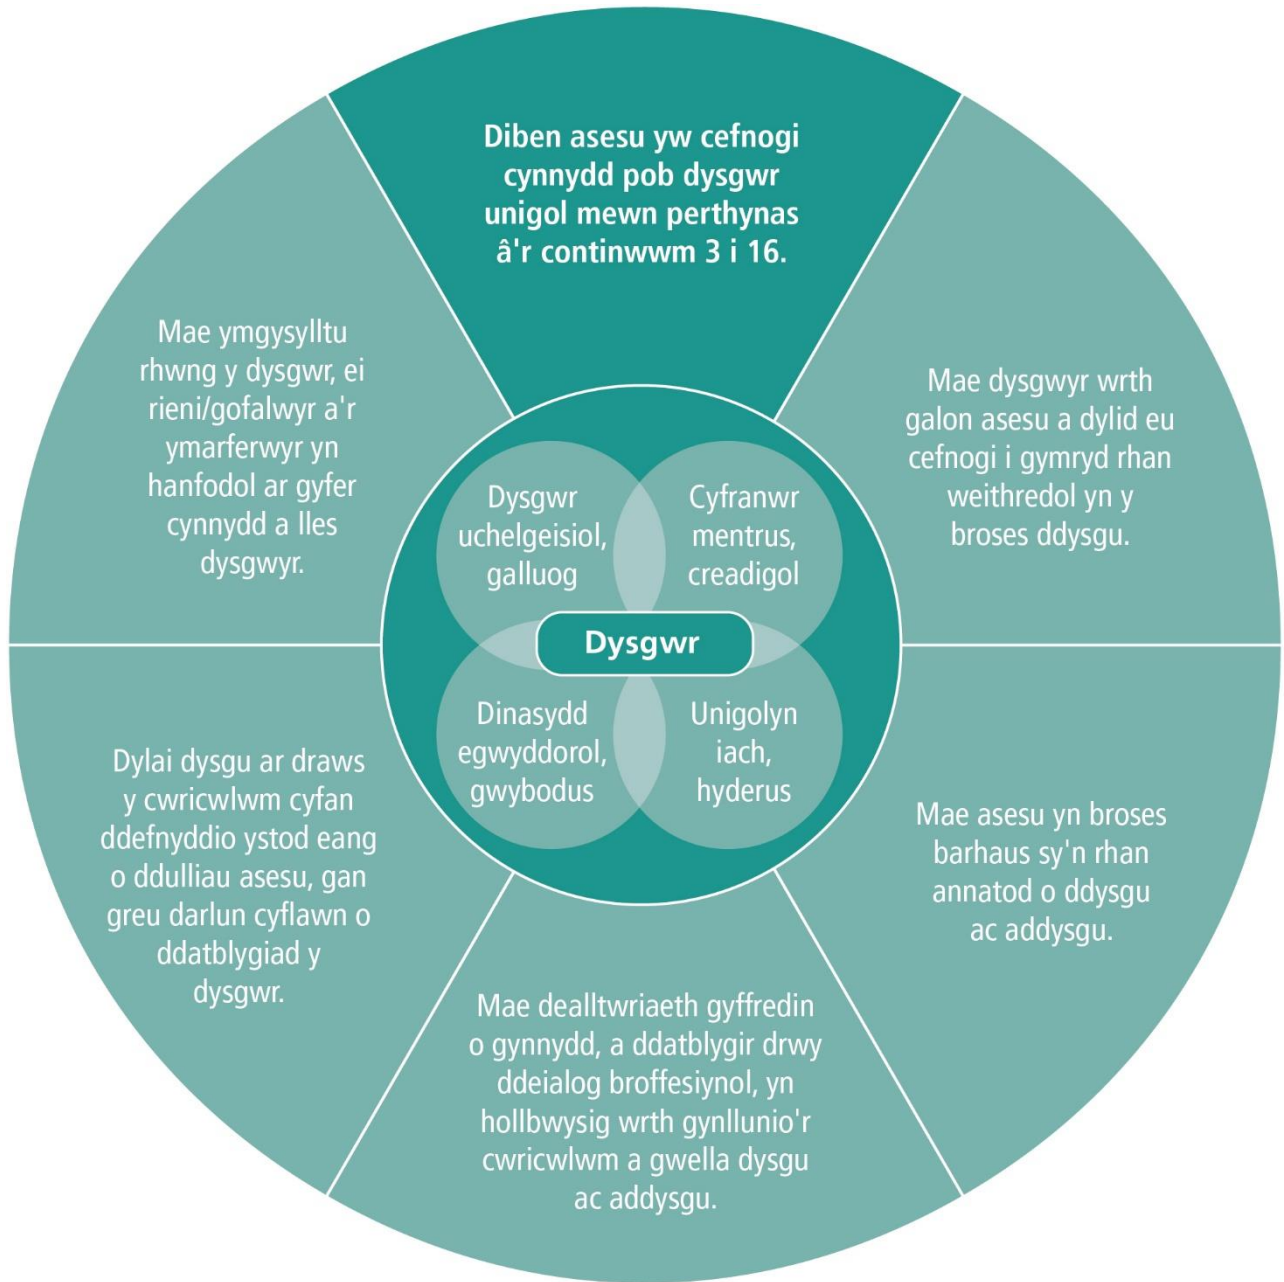 Diben asesu yw cefnogi
cynnydd pob dysgwr
unigol mewn perthynas
â'r continwwm 3 i 16.
Mae dysgwyr wrth
galon asesu a dylid eu
cefnogi i gymryd rhan
weithredol yn y
broses ddysgu.
Mae asesu yn broses
barhaus sy'n rhan
annatod o ddysgu
ac addysgu.
Mae dealltwriaeth gyffredin
o gynnydd, a ddatblygir drwy
ddeialog broffesiynol, yn
hollbwysig wrth gynllunio'r
cwricwlwm a gwella dysgu
ac addysgu.
Dylai dysgu ar draws
y cwricwlwm cyfan
ddefnyddio ystod eang
o ddulliau asesu, gan
greu darlun cyflawn o
ddatblygiad y
dysgwr.
Mae ymgysylltu
rhwng y dysgwr, ei
rieni/gofalwyr a'r
ymarferwyr yn
hanfodol ar gyfer
cynnydd a lles
dysgwyr.
Dysgwr
uchelgeisiol,
galluog
Cyfranwr
mentrus,
creadigol
Dysgwr
Dinasydd
egwyddorol,
gwybodus
Unigolyn
iach,
hyderus